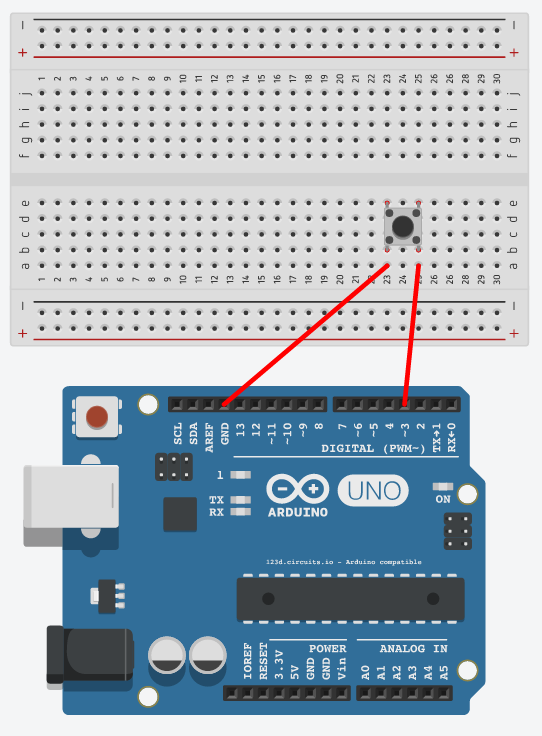 − −
+ +
1 2 3 4 5 6 7 8 9 10 11 12 13 14 15 16 17 18 19 20 21 22 23 24 25 26 26 28 29 30
j j
i i
h h
g g
f f
e e
d d
c c
b b
a a
1 2 3 4 5 6 7 8 9 10 11 12 13 14 15 16 17 18 19 20 21 22 23 24 25 26 26 28 29 30
− −
+ +
SCL SDA AREF GND 13 12 ~11 ~10 ~9 8 7 ~6 ~5 4 ~3 2 TX→1 RX←0
DIGITAL (PWM~)
1
TX
RX
UNO
ON
ARDUINO
123d.circuits.io - Arduino compatible
POWER ANALOG IN
IOREF RESET 3.3V 5V GND GND Vin A0 A1 A2 A3 A4 A5